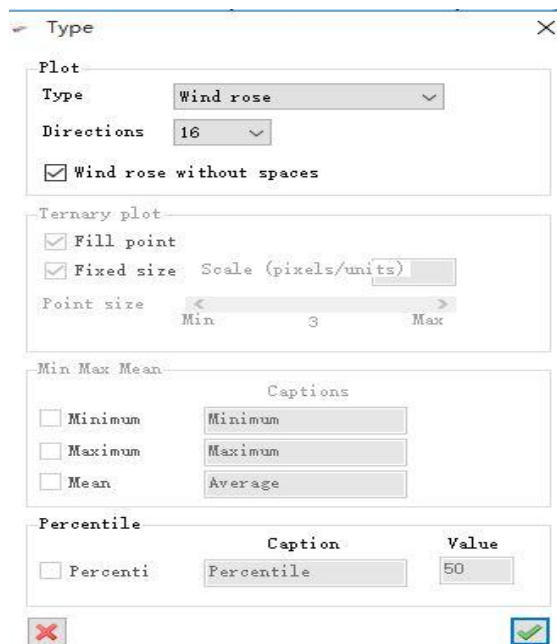 Type
Plot
Type Wind rose
Directions 16
Wind rose without spaces
Ternary plot
Fill point
Fixed size Scale (pixels/units)
Point size
Min 3 Max
Min Max Mean
Captions
Minimum Minimum
Maximum Maximum
Mean Average
Percentile
Caption Value
Percenti Percentile 50